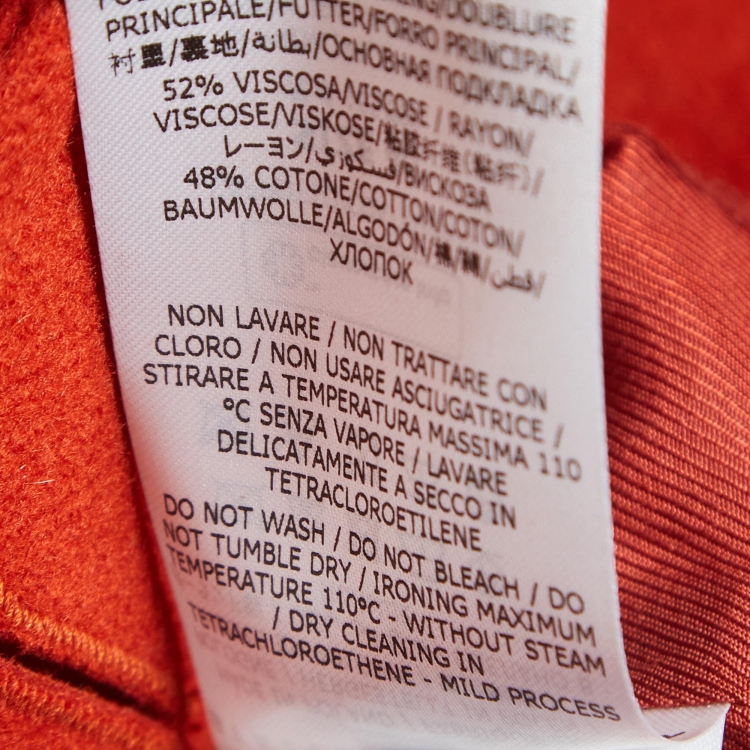 PRINCIPALE/FUTTER/FORRO PRINCIPAL/
裏地/بطانة/ОСНОВНАЯ ПОДКЛАДКА
52% VISCOSA/VISCOSE / RAYON/
VISCOSE/VISKOSE/粘胶纤维(粘纤)/
レーヨン/فسكوزي/ВИСКОЗА
48% COTONE/COTTON/COTON/
BAUMWOLLE/ALGODÓN/棉/綿/قطن/
ХЛОПОК
NON LAVARE / NON TRATTARE CON
CLORO / NON USARE ASCIUGATRICE /
STIRARE A TEMPERATURA MASSIMA 110
°C SENZA VAPORE / LAVARE
DELICATAMENTE A SECCO IN
TETRACLOROETILENE
DO NOT WASH / DO NOT BLEACH / DO
NOT TUMBLE DRY / IRONING MAXIMUM
TEMPERATURE 110°C - WITHOUT STEAM
/ DRY CLEANING IN
TETRACHLOROETHENE - MILD PROCESS